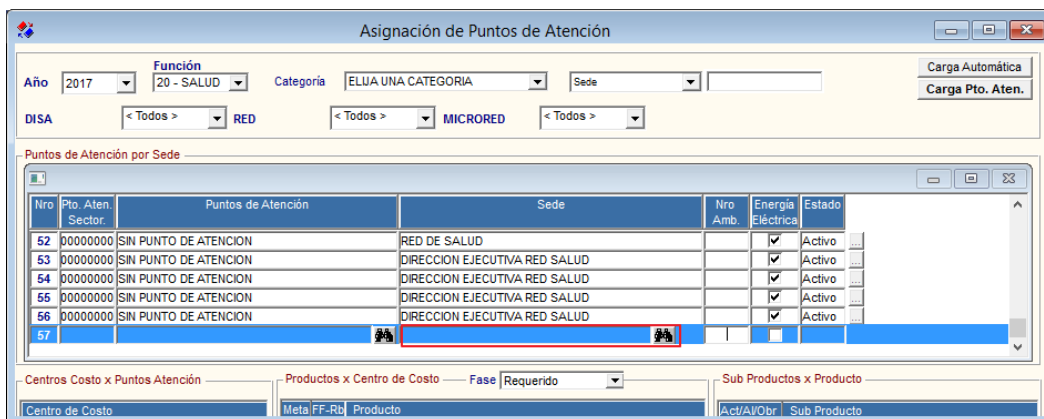 Asignación de Puntos de Atención
Año 2017 Función 20 - SALUD Categoría ELIJA UNA CATEGORIA Sede Carga Automática
Carga Pto. Aten.
DISA < Todos > RED < Todos > MICRORED < Todos >
Puntos de Atención por Sede
Nro Pto. Aten. Sector. Puntos de Atención Sede Nro Amb. Energía Eléctrica Estado
52 00000000 SIN PUNTO DE ATENCION RED DE SALUD Activo ...
53 00000000 SIN PUNTO DE ATENCION DIRECCION EJECUTIVA RED SALUD Activo ...
54 00000000 SIN PUNTO DE ATENCION DIRECCION EJECUTIVA RED SALUD Activo ...
55 00000000 SIN PUNTO DE ATENCION DIRECCION EJECUTIVA RED SALUD Activo ...
56 00000000 SIN PUNTO DE ATENCION DIRECCION EJECUTIVA RED SALUD Activo ...
57
Centros Costo x Puntos Atención Productos x Centro de Costo Fase Requerido Sub Productos x Producto
Centro de Costo Meta FF-Rb Producto Act/AI/Obr Sub Producto